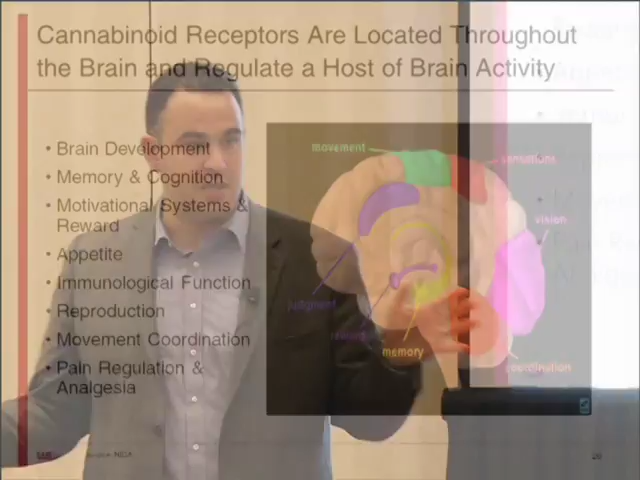 Cannabinoid Receptors Are Located Throughout
the Brain and Regulate a Host of Brain Activity
• Brain Development
• Memory & Cognition
• Motivational Systems &
Reward
• Appetite
• Immunological Function
• Reproduction
• Movement Coordination
• Pain Regulation &
Analgesia
movement
sensations
vision
judgment
reward
memory
coordination